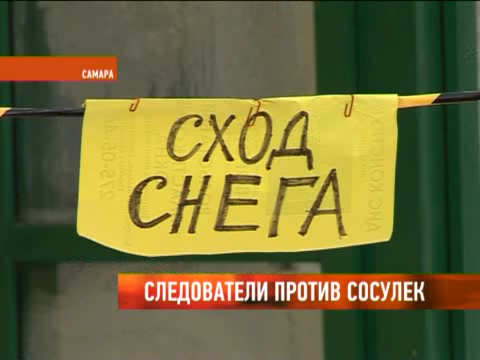 САМАРА
СХОД
СНЕГА
СЛЕДОВАТЕЛИ ПРОТИВ СОСУЛЕК